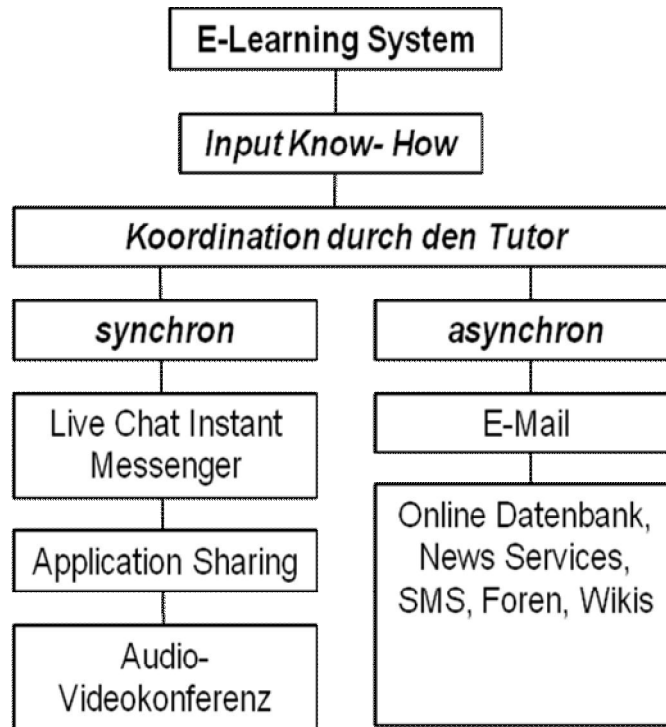 E-Learning System
Input Know- How
Koordination durch den Tutor
synchron
Live Chat Instant
Messenger
Application Sharing
Audio-
Videokonferenz
asynchron
E-Mail
Online Datenbank,
News Services,
SMS, Foren, Wikis